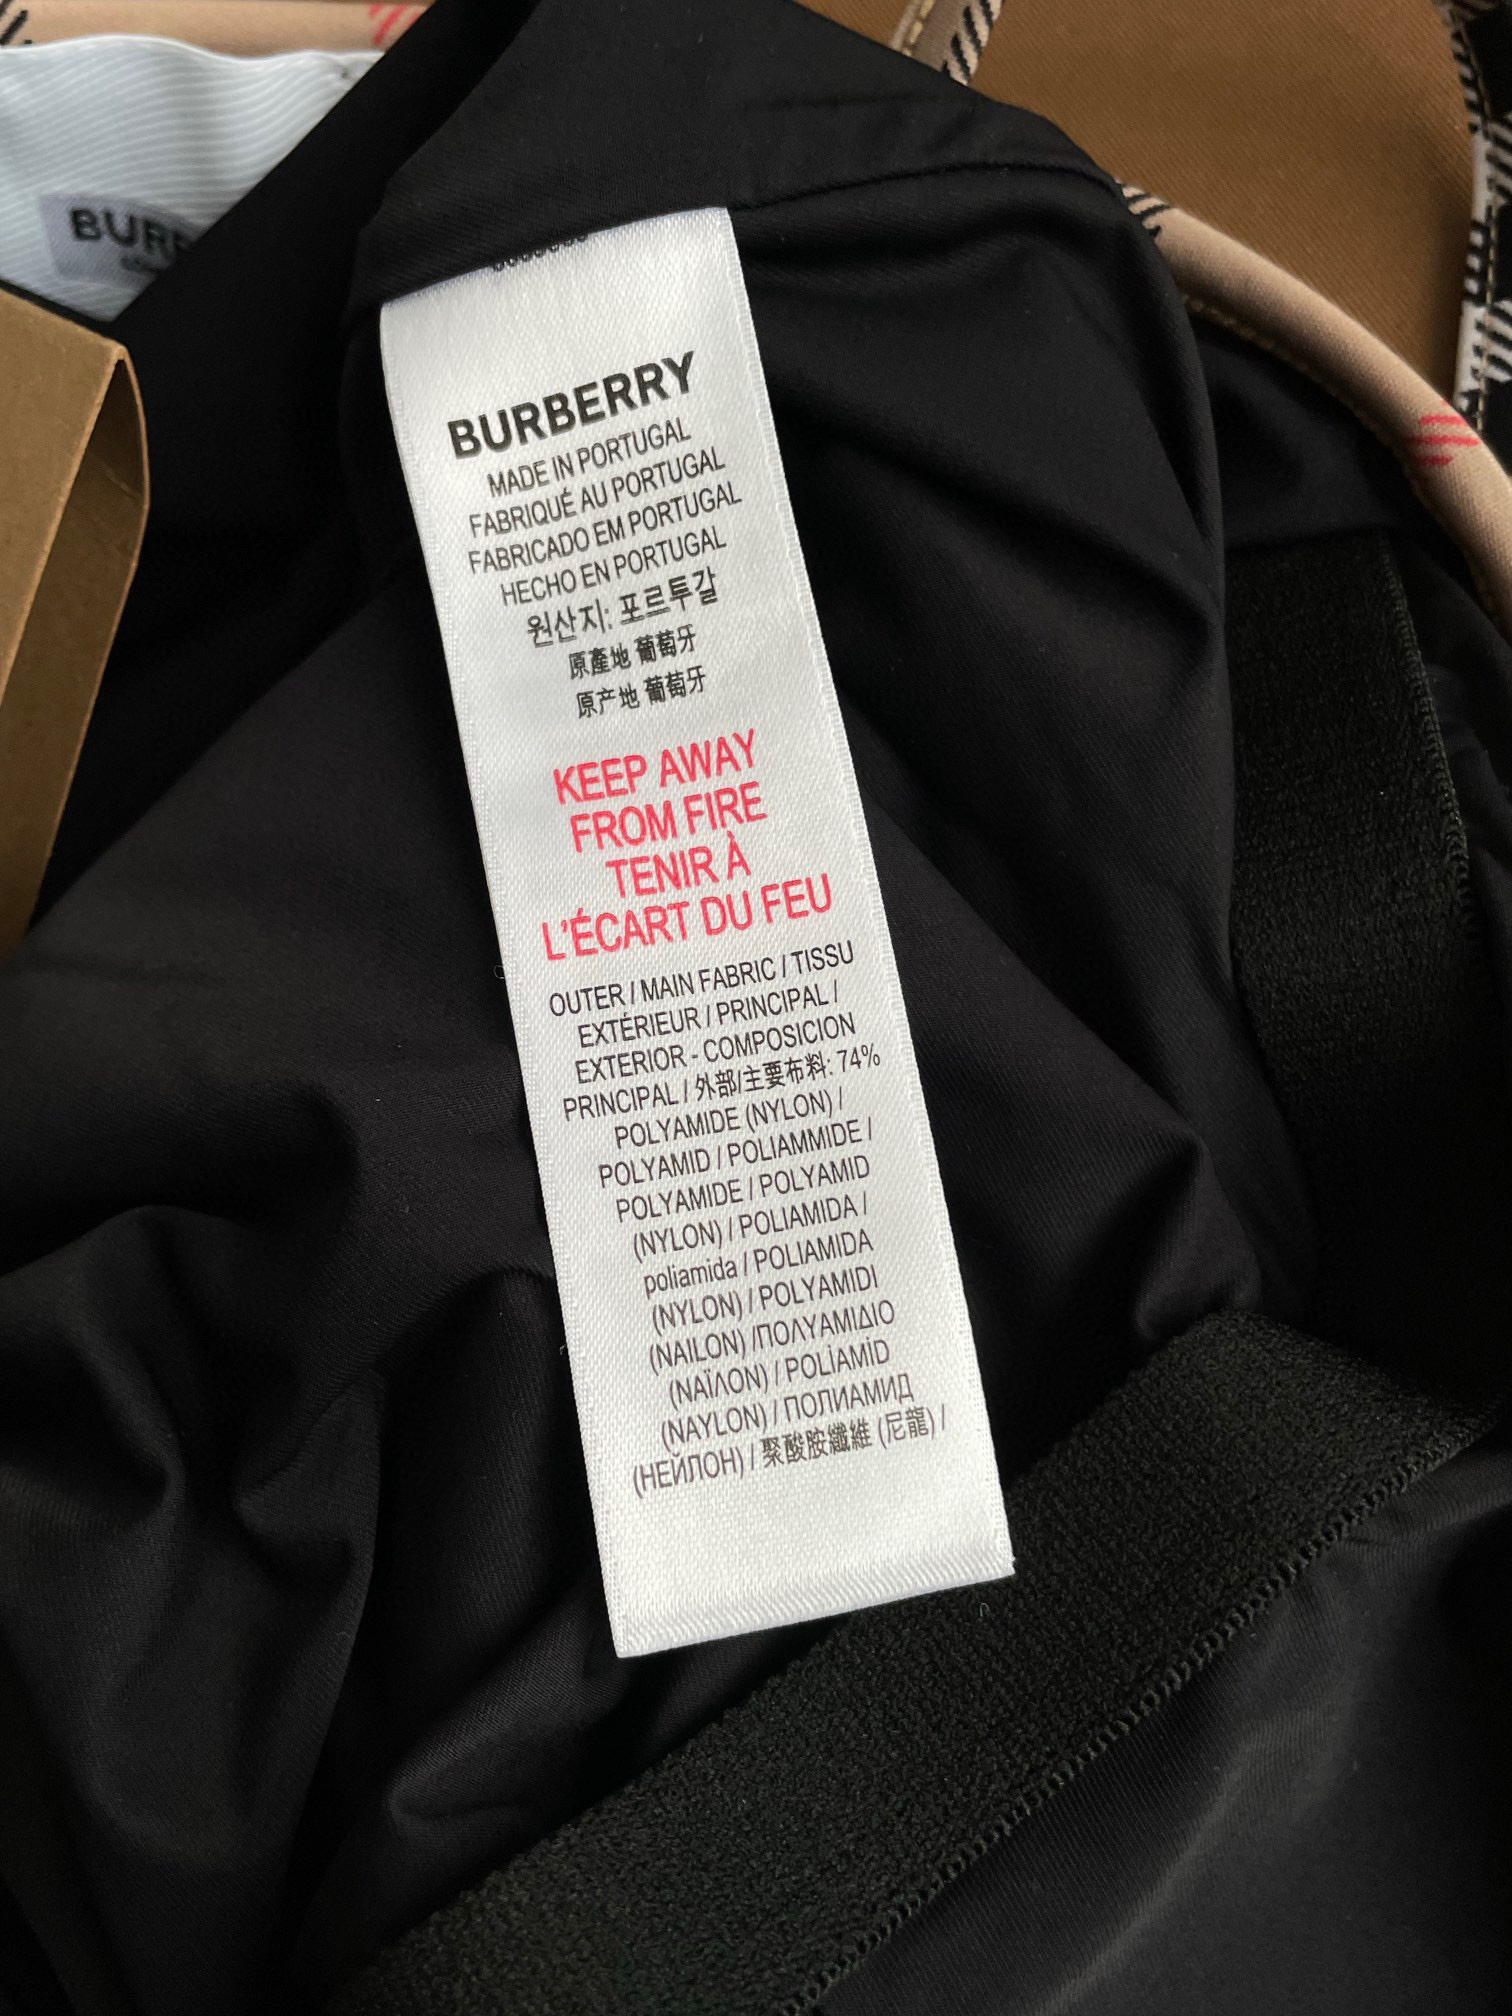 BURBERRY
MADE IN PORTUGAL
FABRIQUÉ AU PORTUGAL
FABRICADO EM PORTUGAL
HECHO EN PORTUGAL
원산지: 포르투갈
原產地 葡萄牙
原产地 葡萄牙
KEEP AWAY
FROM FIRE
TENIR À
L'ÉCART DU FEU
OUTER / MAIN FABRIC / TISSU
EXTÉRIEUR / PRINCIPAL /
EXTERIOR - COMPOSICION
PRINCIPAL / 外部/主要布料: 74%
POLYAMIDE (NYLON) /
POLYAMID / POLIAMMIDE /
POLYAMIDE / POLYAMID
(NYLON) / POLIAMIDA /
poliamida / POLIAMIDA
(NYLON) / POLYAMIDI
(NAILON) /ΠΟΛΥΑΜΙΔΙΟ
(ΝΑΪΛΟΝ) / POLİAMİD
(NAYLON) / ПОЛИАМИД
(НЕЙЛОН) / 聚酸胺纖維 (尼龍) /